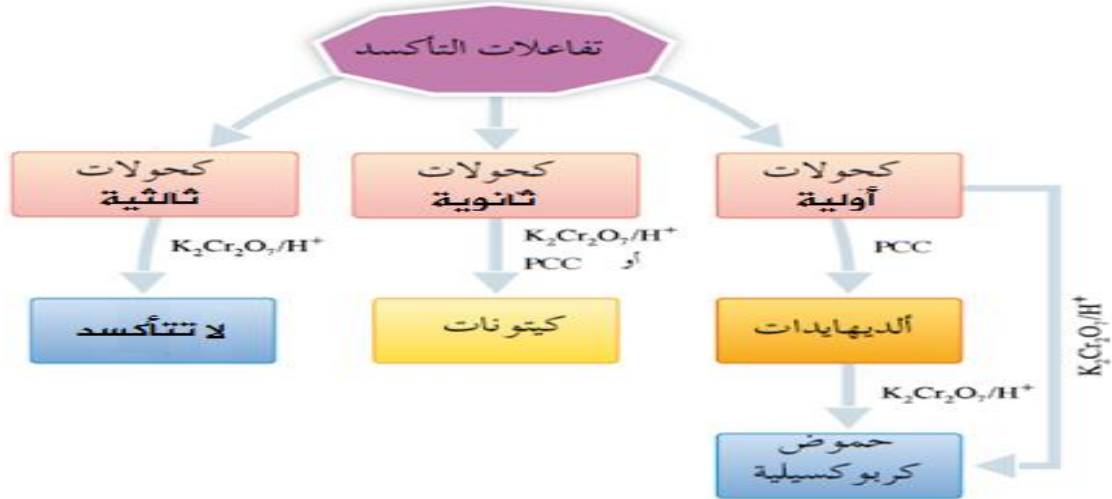 تفاعلات التأكسد
كحولات
أولية
كحولات
ثانوية
كحولات
ثالثية
PCC
K₂Cr₂O₇/H⁺
PCC أو
K₂Cr₂O₇/H⁺
K₂Cr₂O₇/H⁺
ألديهايدات
كيتونات
لا تتأكسد
K₂Cr₂O₇/H⁺
حموض
كربوكسيلية